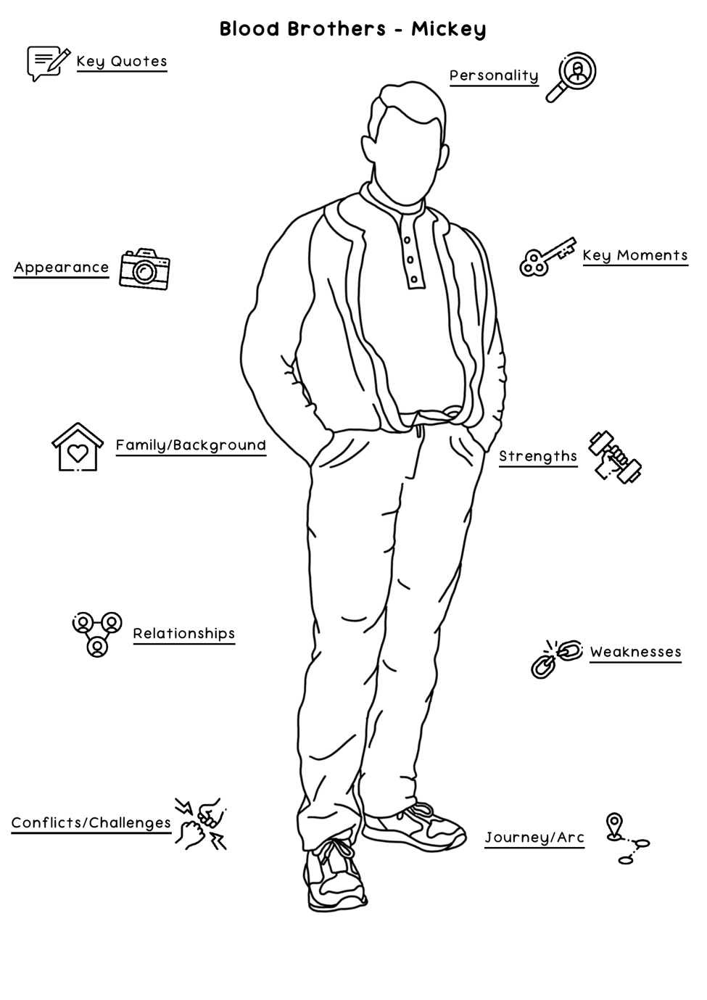 Blood Brothers - Mickey
Key Quotes
Personality
Appearance
Key Moments
Family/Background
Strengths
Relationships
Weaknesses
Conflicts/Challenges
Journey/Arc